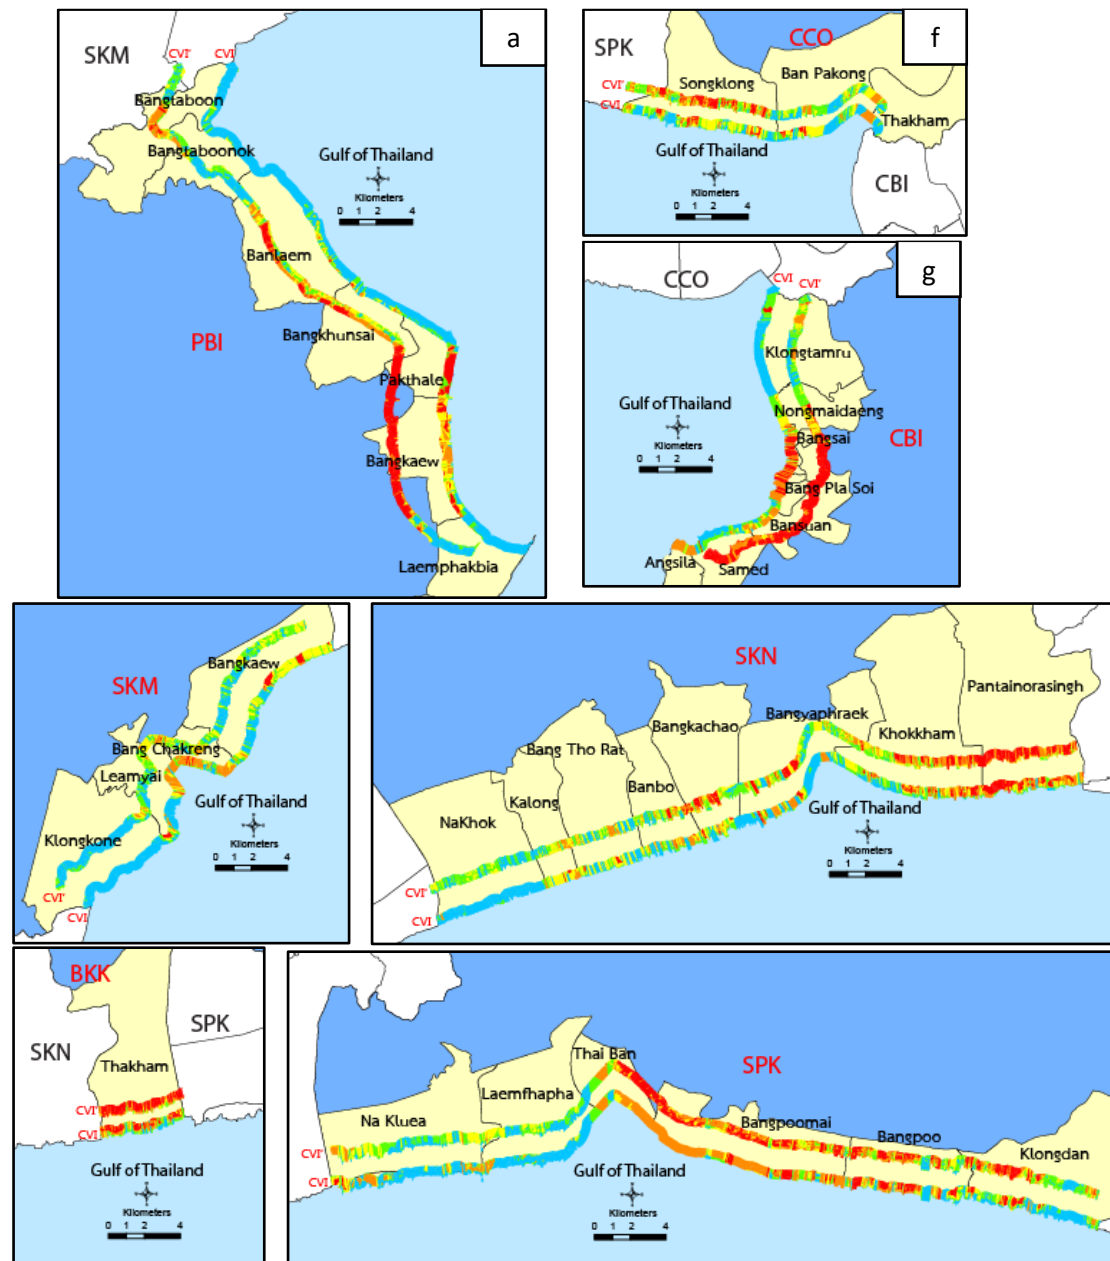 a
SKM
CVI'
CVI
Bangtaboon
Bangtaboonok
Gulf of Thailand
Kilometers
0 1 2 4
Banlaem
Bangkhunsai
PBI
Pakthale
Bangkaew
Laemphakbia
f
SPK
CCO
CVI'
CVI
Songklong
Ban Pakong
Thakham
Gulf of Thailand
Kilometers
0 1 2 4
CBI
g
CCO
CVI
CVI'
Klongtamru
Gulf of Thailand
Kilometers
0 1 2 4
Nongmaidaeng
Bangsai
CBI
Bang Pla Soi
Bansuan
Angsila
Samed
Bangkaew
SKM
Bang Chakreng
Leamyai
Gulf of Thailand
Kilometers
0 1 2 4
Klongkone
CVI'
CVI
SKN
Pantainorasingh
Bangyaphraek
Bangkachao
Khokkham
Bang Tho Rat
Banbo
Kalong
NaKhok
Gulf of Thailand
Kilometers
0 1 2 4
CVI'
CVI
BKK
SPK
SKN
Thakham
CVI'
CVI
Gulf of Thailand
Kilometers
0 1 2 4
Thai Ban
SPK
Laemfhapha
Na Kluea
Bangpoomai
Bangpoo
Klongdan
CVI'
CVI
Gulf of Thailand
Kilometers
0 1 2 4